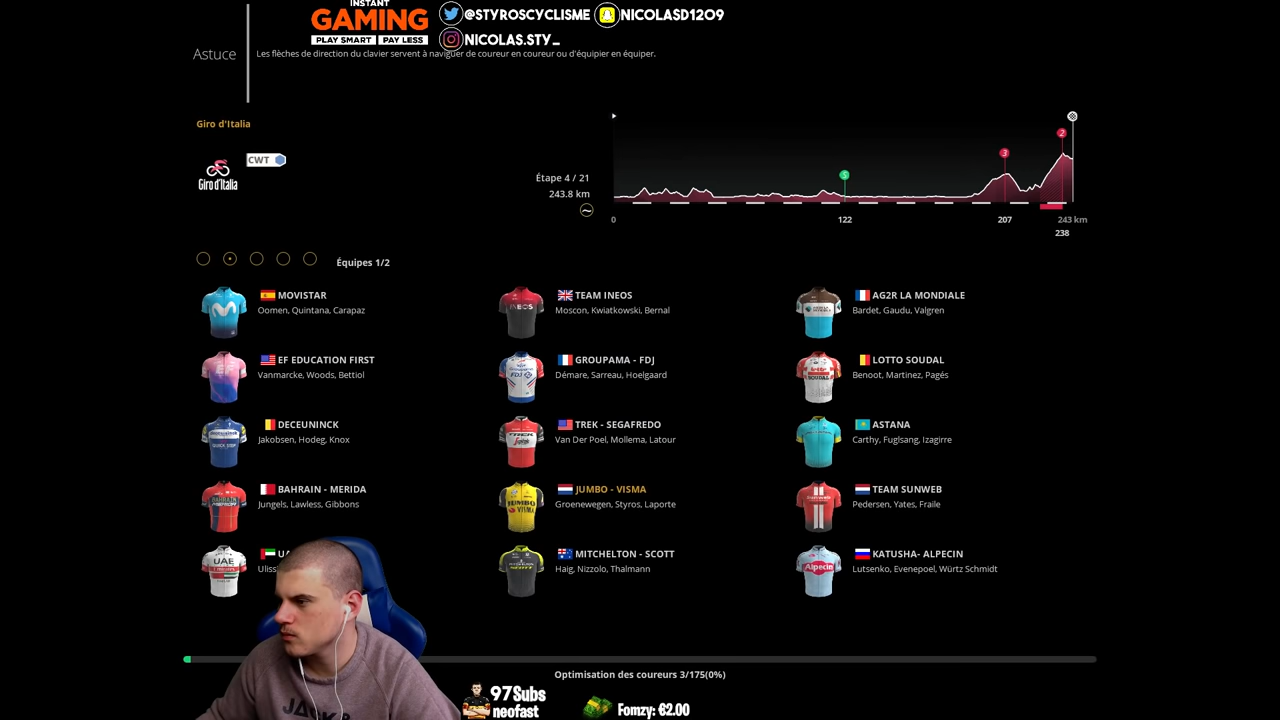 INSTANT
GAMING
PLAY SMART PAY LESS
@STYROSCYCLISME NICOLASD1209
NICOLAS.STY_
Astuce
Les flèches de direction du clavier servent à naviguer de coureur en coureur ou d'équipier en équiper.
Giro d'Italia
CWT
Giro d'Italia
Étape 4 / 21
243.8 km
S
3
2
0
122
207
243 km
238
Équipes 1/2
MOVISTAR
Oomen, Quintana, Carapaz
TEAM INEOS
Moscon, Kwiatkowski, Bernal
AG2R LA MONDIALE
Bardet, Gaudu, Valgren
EF EDUCATION FIRST
Vanmarcke, Woods, Bettiol
GROUPAMA - FDJ
Démare, Sarreau, Hoelgaard
LOTTO SOUDAL
Benoot, Martinez, Pagés
DECEUNINCK
Jakobsen, Hodeg, Knox
TREK - SEGAFREDO
Van Der Poel, Mollema, Latour
ASTANA
Carthy, Fuglsang, Izagirre
BAHRAIN - MERIDA
Jungels, Lawless, Gibbons
JUMBO - VISMA
Groenewegen, Styros, Laporte
TEAM SUNWEB
Pedersen, Yates, Fraile
MITCHELTON - SCOTT
Haig, Nizzolo, Thalmann
KATUSHA- ALPECIN
Lutsenko, Evenepoel, Würtz Schmidt
Optimisation des coureurs 3/175(0%)
97Subs
neofast
Fomzy: €2.00